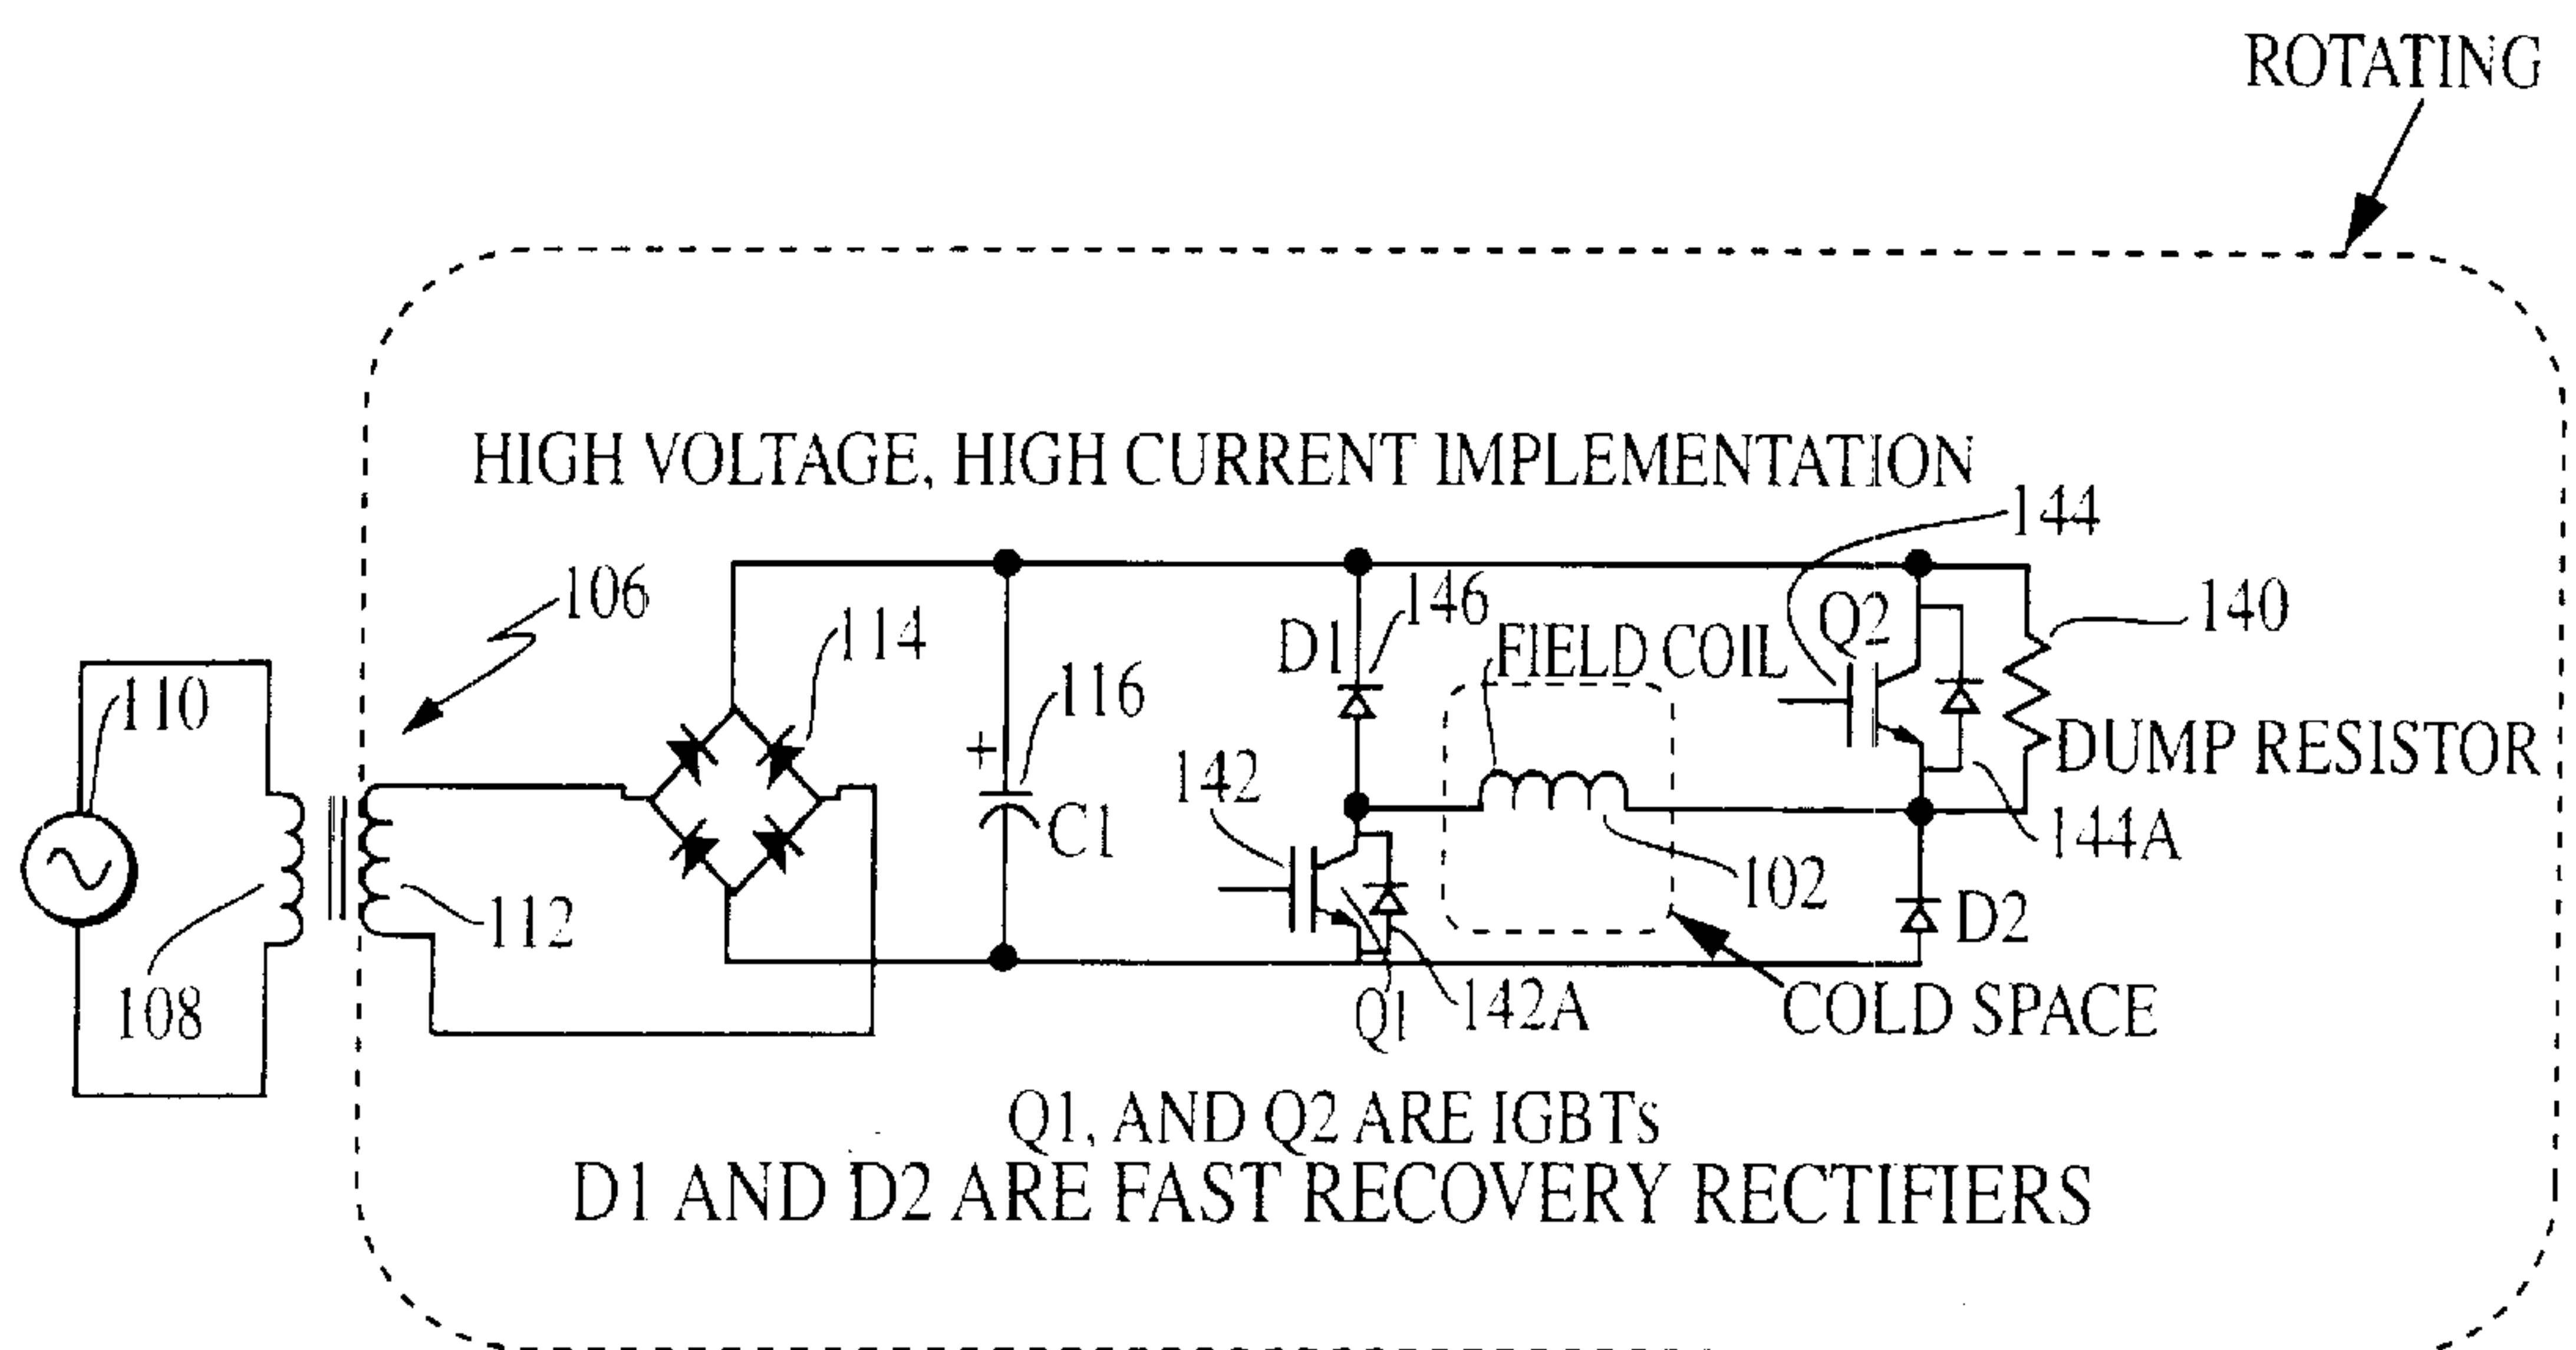 ROTATING
HIGH VOLTAGE, HIGH CURRENT IMPLEMENTATION
144
106
114
146
D1
FIELD COIL
Q2
140
110
116
+
C1
142
DUMP RESISTOR
144A
102
112
108
D2
Q1
142A
COLD SPACE
Q1, AND Q2 ARE IGBTs
D1 AND D2 ARE FAST RECOVERY RECTIFIERS